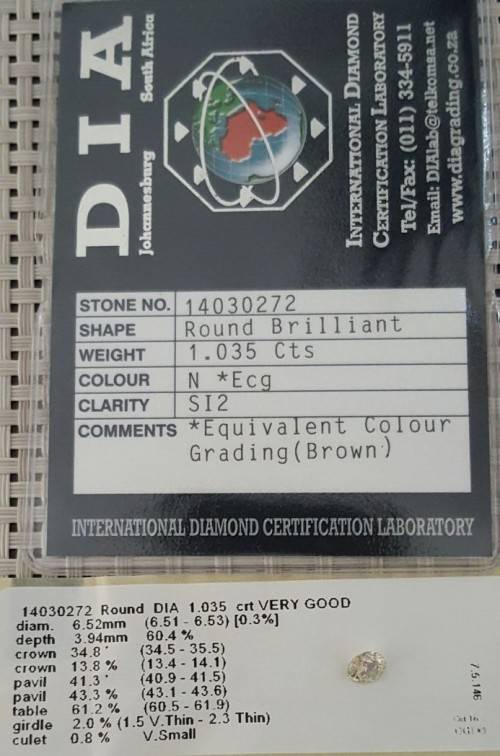 DIA
Johannesburg South Africa
INTERNATIONAL DIAMOND
CERTIFICATION LABORATORY
Tel/Fax: (011) 334-5911
Email: DIAlab@telkomsa.net
www.diagrading.co.za
STONE NO. 14030272
SHAPE Round Brilliant
WEIGHT 1.035 Cts
COLOUR N *Ecg
CLARITY SI2
COMMENTS *Equivalent Colour
Grading(Brown)
INTERNATIONAL DIAMOND CERTIFICATION LABORATORY
14030272 Round DIA 1.035 crt VERY GOOD
diam. 6.52mm (6.51 - 6.53) [0.3%]
depth 3.94mm 60.4 %
crown 34.8° (34.5 - 35.5)
crown 13.8 % (13.4 - 14.1)
pavil 41.3° (40.9 - 41.5)
pavil 43.3 % (43.1 - 43.6)
table 61.2 % (60.5 - 61.9)
girdle 2.0 % (1.5 V.Thin - 2.3 Thin)
culet 0.8 % V.Small
7.5.146